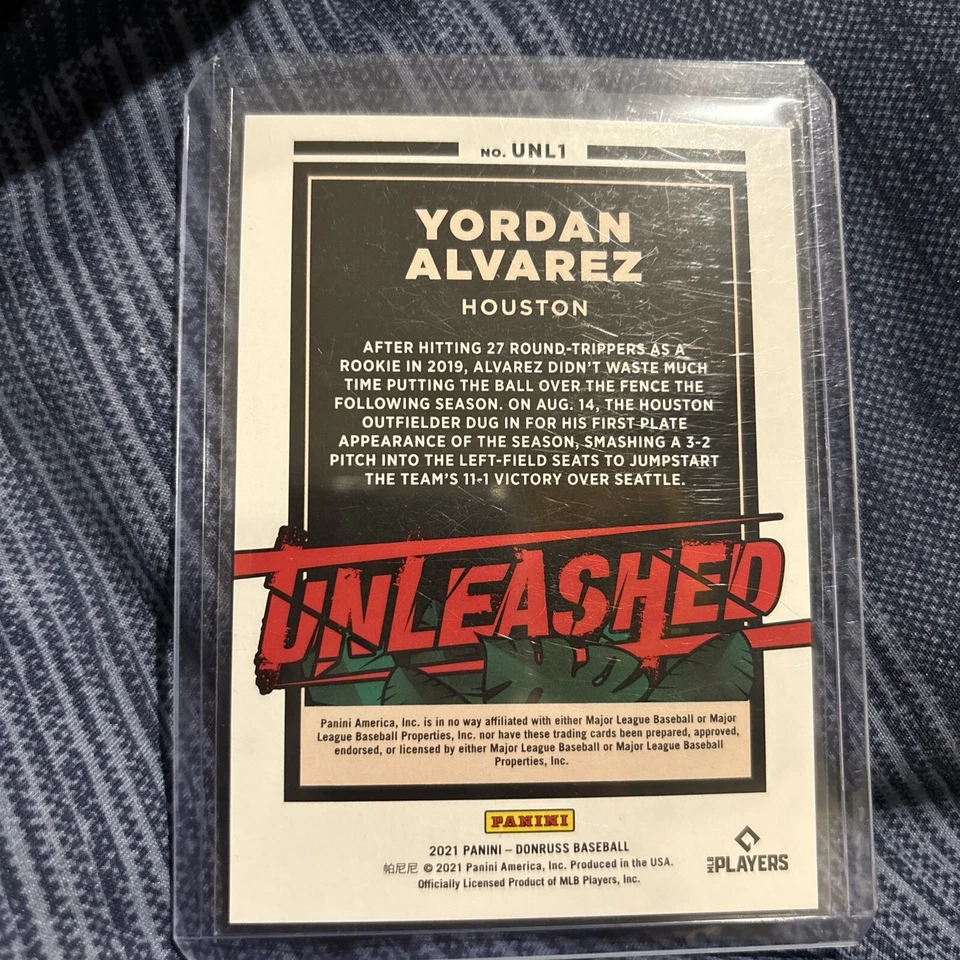 NO. UNL1
YORDAN
ALVAREZ
HOUSTON
AFTER HITTING 27 ROUND-TRIPPERS AS A
ROOKIE IN 2019, ALVAREZ DIDN'T WASTE MUCH
TIME PUTTING THE BALL OVER THE FENCE THE
FOLLOWING SEASON. ON AUG. 14, THE HOUSTON
OUTFIELDER DUG IN FOR HIS FIRST PLATE
APPEARANCE OF THE SEASON, SMASHING A 3-2
PITCH INTO THE LEFT-FIELD SEATS TO JUMPSTART
THE TEAM'S 11-1 VICTORY OVER SEATTLE.
UNLEASHED
Panini America, Inc. is in no way affiliated with either Major League Baseball or Major
League Baseball Properties, Inc. nor have these trading cards been prepared, approved,
endorsed, or licensed by either Major League Baseball or Major League Baseball
Properties, Inc.
PANINI
2021 PANINI – DONRUSS BASEBALL
帕尼尼 © 2021 Panini America, Inc. Produced in the USA.
Officially Licensed Product of MLB Players, Inc.
MLB PLAYERS